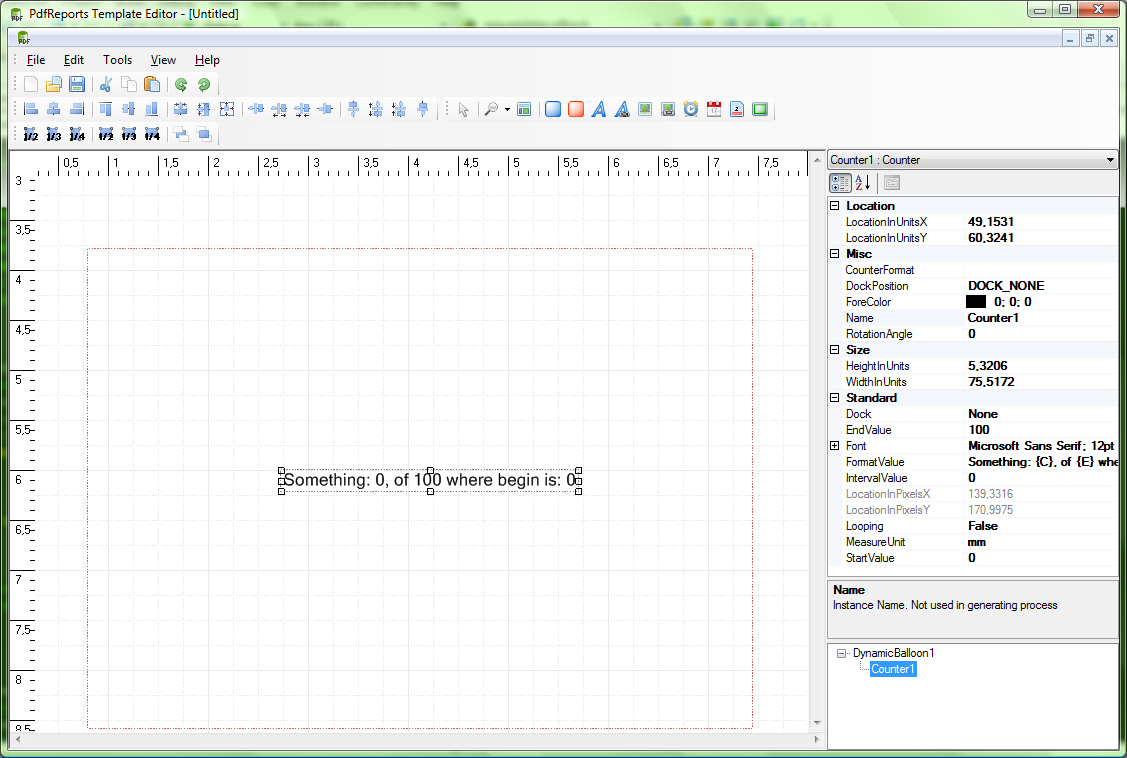 PdfReports Template Editor - [Untitled]
File Edit Tools View Help
1/2 1/3 1/4 1/2 1/3 1/4
0,5 1 1,5 2 2,5 3 3,5 4 4,5 5 5,5 6 6,5 7 7,5
3
3,5
4
4,5
5
5,5
6
6,5
7
7,5
8
8,5
Something: 0, of 100 where begin is: 0
Counter1 : Counter
Location
LocationInUnitsX 49,1531
LocationInUnitsY 60,3241
Misc
CounterFormat
DockPosition DOCK_NONE
ForeColor 0; 0; 0
Name Counter1
RotationAngle 0
Size
HeightInUnits 5,3206
WidthInUnits 75,5172
Standard
Dock None
EndValue 100
Font Microsoft Sans Serif; 12pt
FormatValue Something: {C}, of {E} whe
IntervalValue 0
LocationInPixelsX 139,3316
LocationInPixelsY 170,9975
Looping False
MeasureUnit mm
StartValue 0
Name
Instance Name. Not used in generating process
DynamicBalloon1
Counter1